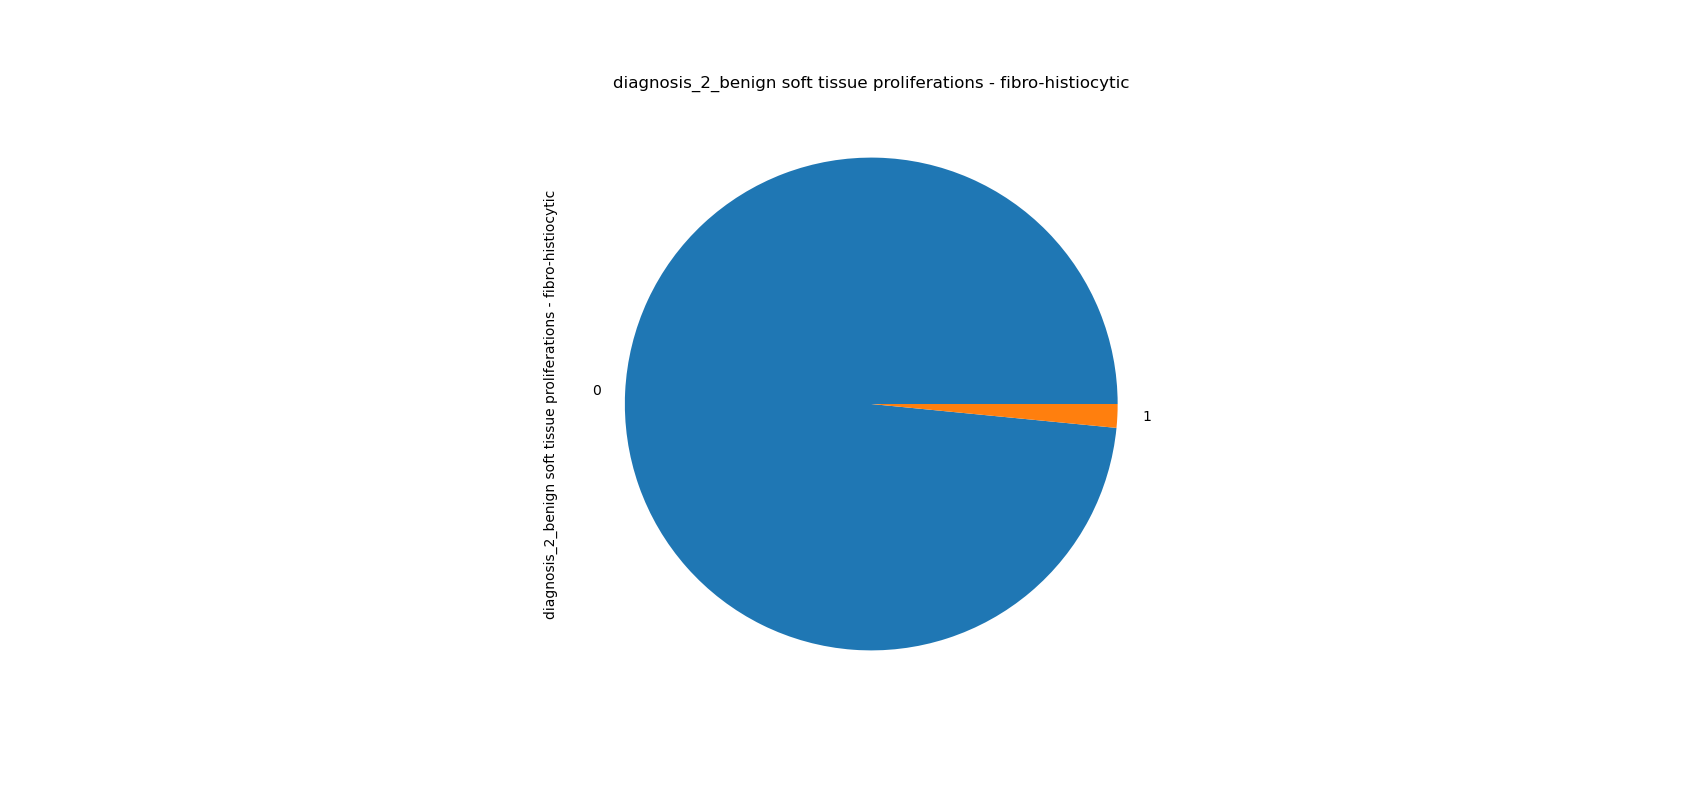 diagnosis_2_benign soft tissue proliferations - fibro-histiocytic
diagnosis_2_benign soft tissue proliferations - fibro-histiocytic
0
1